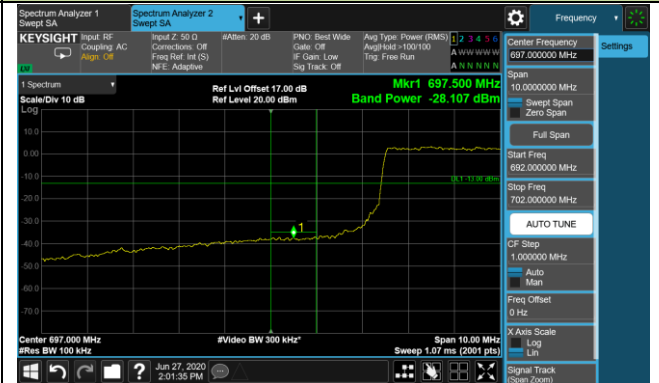 Spectrum Analyzer 1
Swept SA
Spectrum Analyzer 2
Swept SA
+
Frequency
KEYSIGHT
Input: RF
Coupling: AC
Align: Off
Input Z: 50 Ω
Corrections: Off
Freq Ref: Int (S)
NFE: Adaptive
#Atten: 20 dB
PNO: Best Wide
Gate: Off
IF Gain: Low
Sig Track: Off
Avg Type: Power (RMS)
Avg|Hold:>100/100
Trig: Free Run
1 2 3 4 5 6
A W W W W W
A N N N N N
LXI
Center Frequency
697.000000 MHz
Settings
Span
10.0000000 MHz
Swept Span
Zero Span
Full Span
Start Freq
692.000000 MHz
Stop Freq
702.000000 MHz
AUTO TUNE
CF Step
1.000000 MHz
Auto
Man
Freq Offset
0 Hz
X Axis Scale
Log
Lin
Signal Track
(Span Zoom)
1 Spectrum
Scale/Div 10 dB
Log
Ref Lvl Offset 17.00 dB
Ref Level 20.00 dBm
Mkr1 697.500 MHz
Band Power -28.107 dBm
10.0
0.00
DL1 -13.00 dBm
-10.0
-20.0
-30.0
1
-40.0
-50.0
-60.0
-70.0
Center 697.000 MHz
#Res BW 100 kHz
#Video BW 300 kHz*
Span 10.00 MHz
Sweep 1.07 ms (2001 pts)
?
Jun 27, 2020
2:01:35 PM